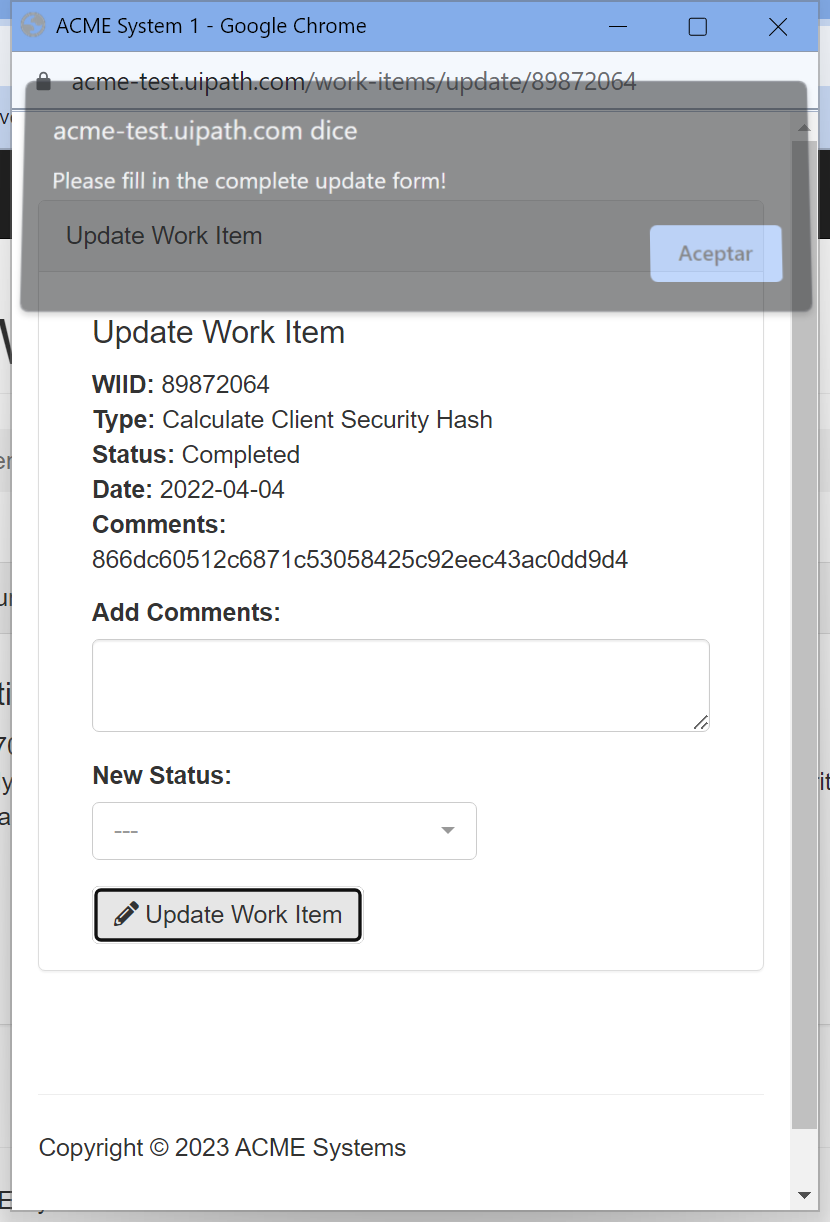 ACME System 1 - Google Chrome
acme-test.uipath.com/work-items/update/89872064
acme-test.uipath.com dice
Please fill in the complete update form!
Update Work Item
Aceptar
Update Work Item
WIID: 89872064
Type: Calculate Client Security Hash
Status: Completed
Date: 2022-04-04
Comments:
866dc60512c6871c53058425c92eec43ac0dd9d4
Add Comments:
New Status:
---
Update Work Item
Copyright © 2023 ACME Systems